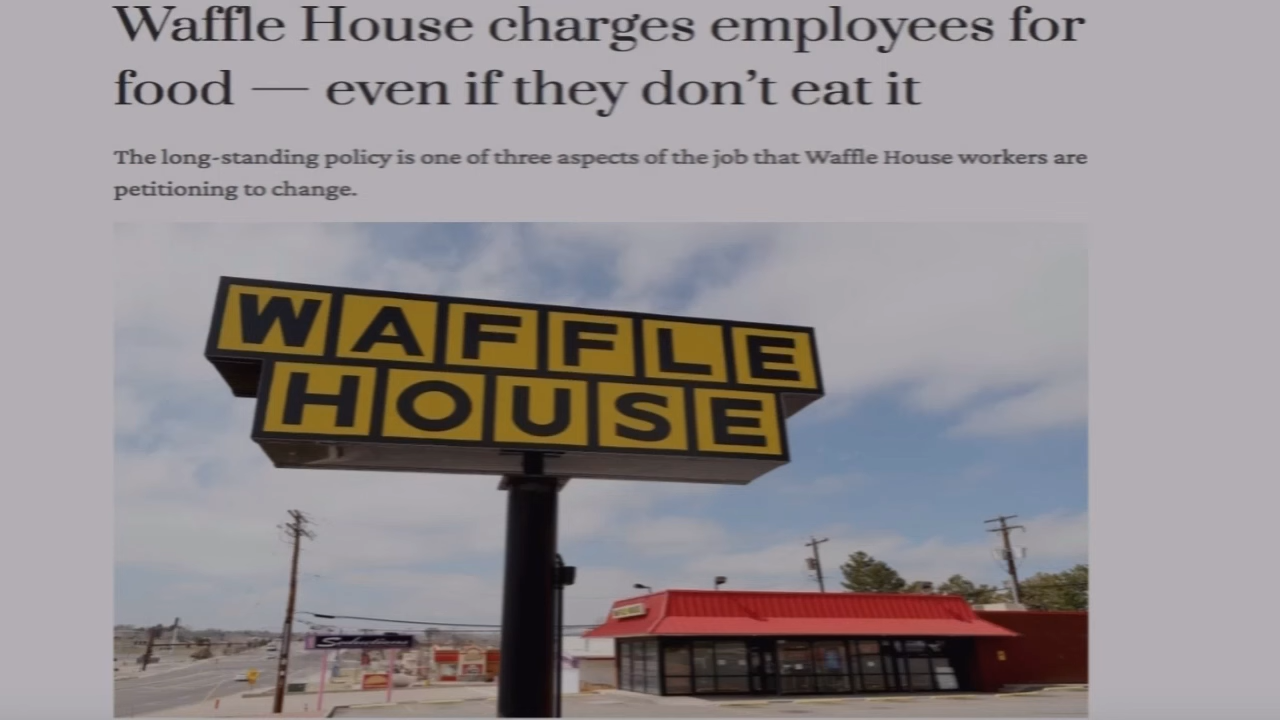 Waffle House charges employees for
food — even if they don't eat it
The long-standing policy is one of three aspects of the job that Waffle House workers are
petitioning to change.
WAFFLE
HOUSE